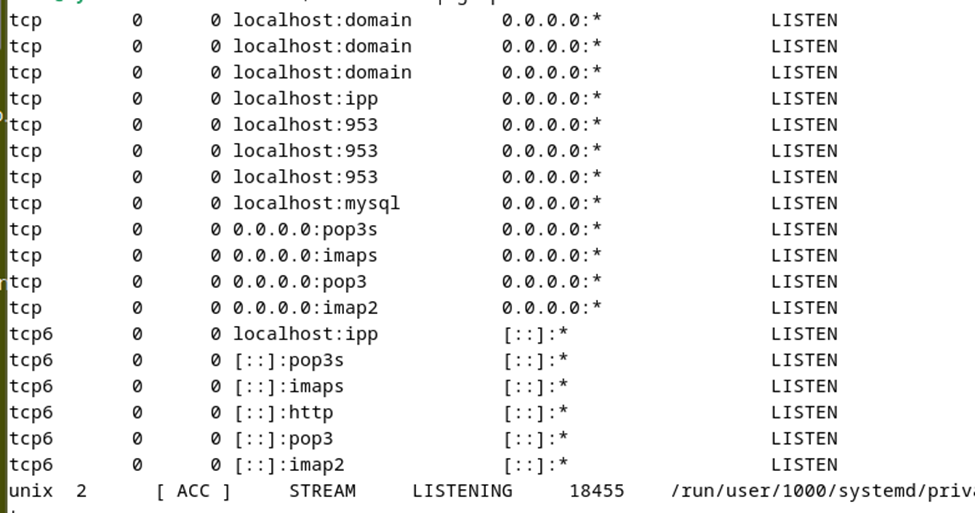 tcp 0 0 localhost:domain 0.0.0.0:* LISTEN
tcp 0 0 localhost:domain 0.0.0.0:* LISTEN
tcp 0 0 localhost:domain 0.0.0.0:* LISTEN
tcp 0 0 localhost:ipp 0.0.0.0:* LISTEN
tcp 0 0 localhost:953 0.0.0.0:* LISTEN
tcp 0 0 localhost:953 0.0.0.0:* LISTEN
tcp 0 0 localhost:953 0.0.0.0:* LISTEN
tcp 0 0 localhost:mysql 0.0.0.0:* LISTEN
tcp 0 0 0.0.0.0:pop3s 0.0.0.0:* LISTEN
tcp 0 0 0.0.0.0:imaps 0.0.0.0:* LISTEN
tcp 0 0 0.0.0.0:pop3 0.0.0.0:* LISTEN
tcp 0 0 0.0.0.0:imap2 0.0.0.0:* LISTEN
tcp6 0 0 localhost:ipp [::]:* LISTEN
tcp6 0 0 [::]:pop3s [::]:* LISTEN
tcp6 0 0 [::]:imaps [::]:* LISTEN
tcp6 0 0 [::]:http [::]:* LISTEN
tcp6 0 0 [::]:pop3 [::]:* LISTEN
tcp6 0 0 [::]:imap2 [::]:* LISTEN
unix 2 [ ACC ] STREAM LISTENING 18455 /run/user/1000/systemd/priva